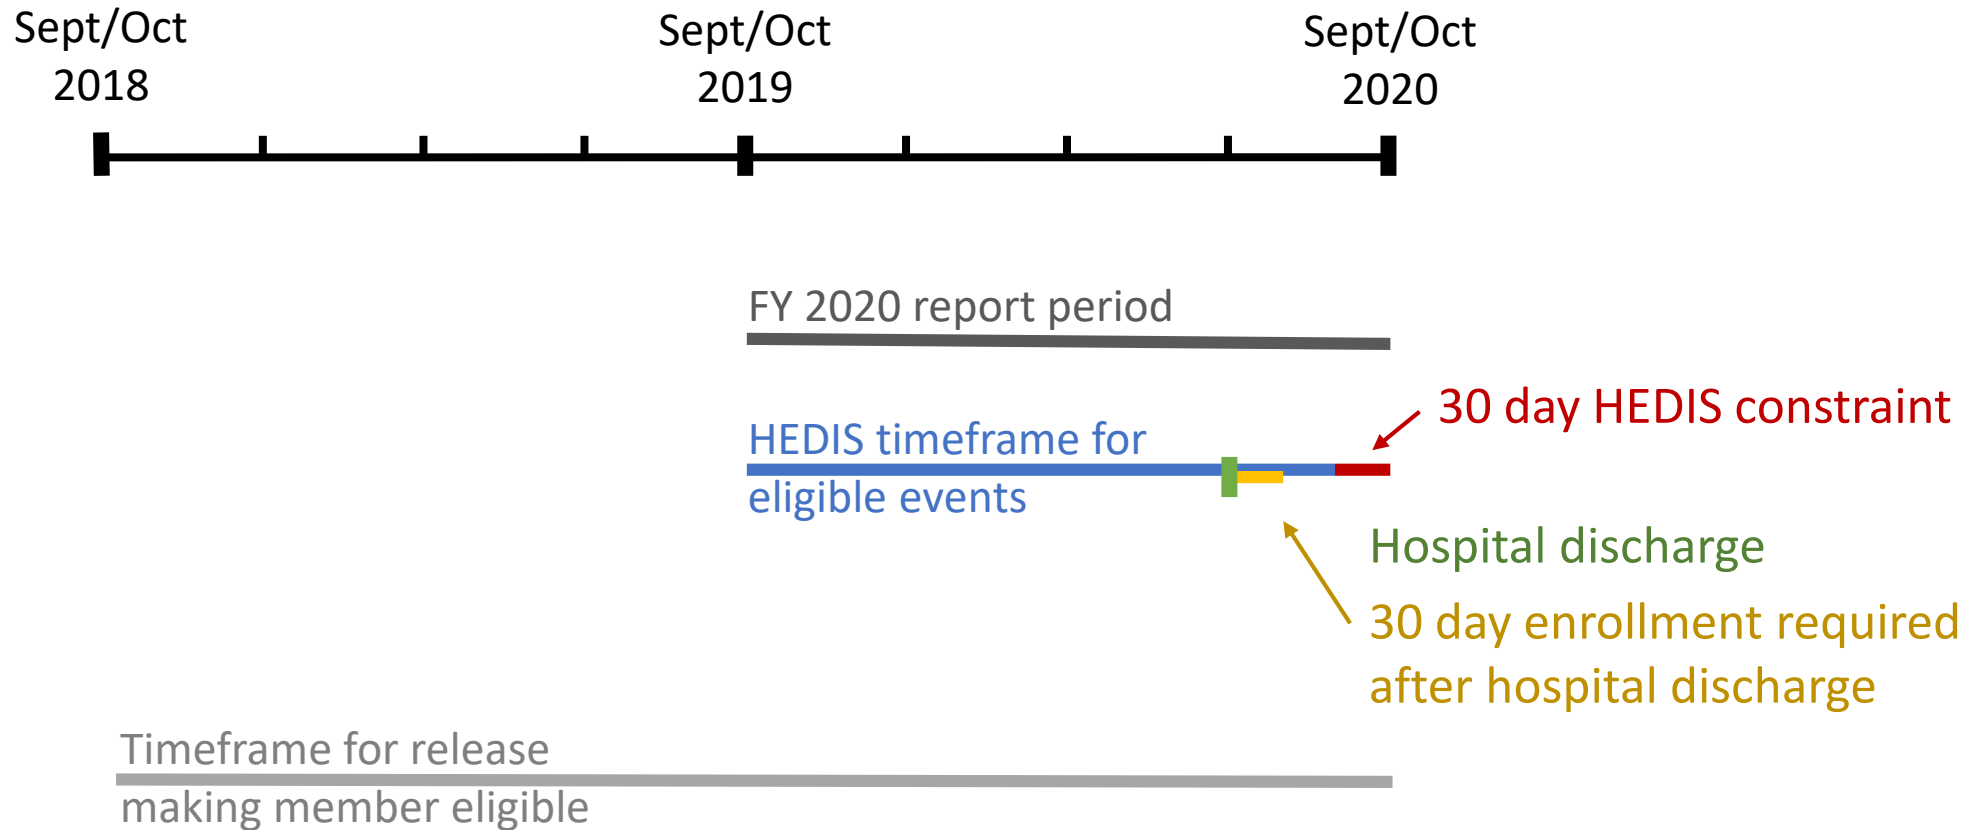 Sept/Oct
2018
Sept/Oct
2019
Sept/Oct
2020
FY 2020 report period
30 day HEDIS constraint
HEDIS timeframe for
eligible events
Hospital discharge
30 day enrollment required
after hospital discharge
Timeframe for release
making member eligible